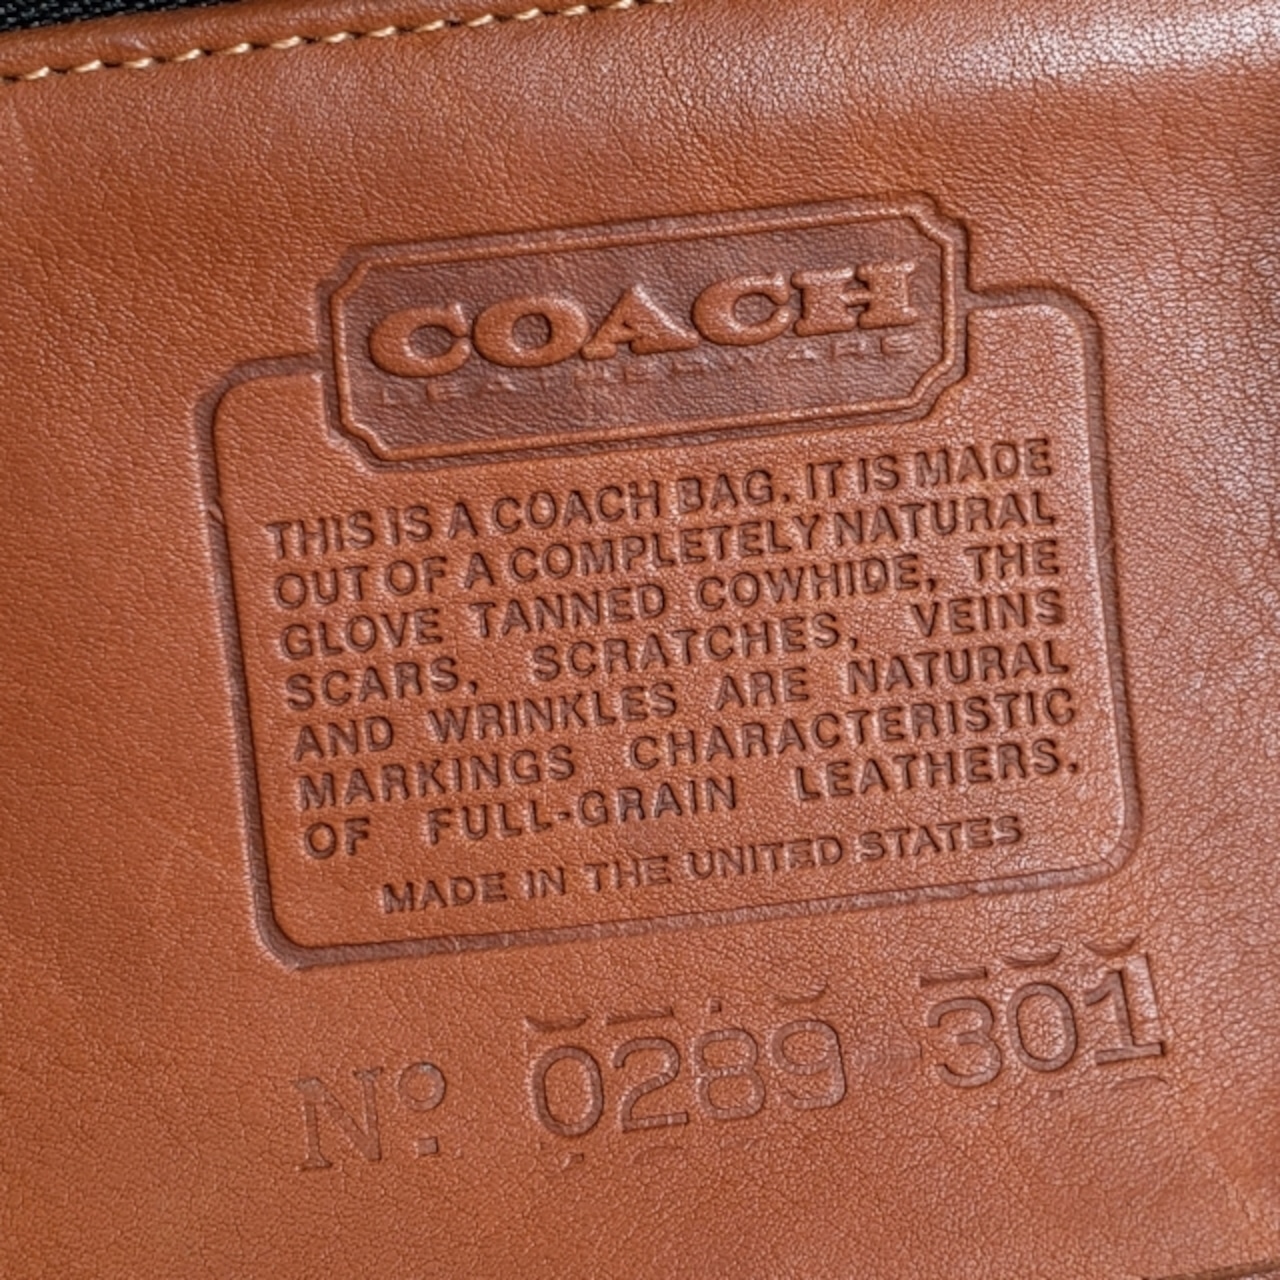 COACH
LEATHERWARE
THIS IS A COACH BAG. IT IS MADE
OUT OF A COMPLETELY NATURAL
GLOVE TANNED COWHIDE, THE
SCARS, SCRATCHES, VEINS
AND WRINKLES ARE NATURAL
MARKINGS CHARACTERISTIC
OF FULL-GRAIN LEATHERS.
MADE IN THE UNITED STATES
Nº 0289 301